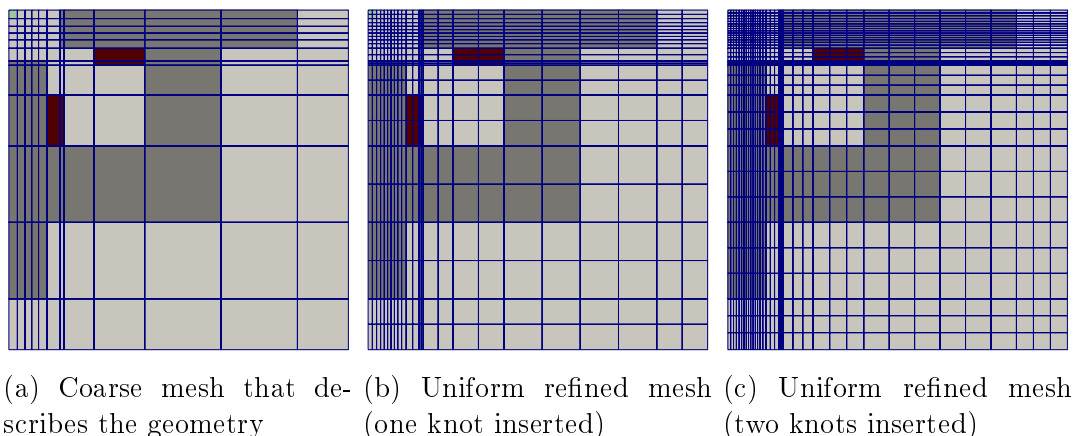 (a) Coarse mesh that de-
scribes the geometry
(b) Uniform refined mesh
(one knot inserted)
(c) Uniform refined mesh
(two knots inserted)